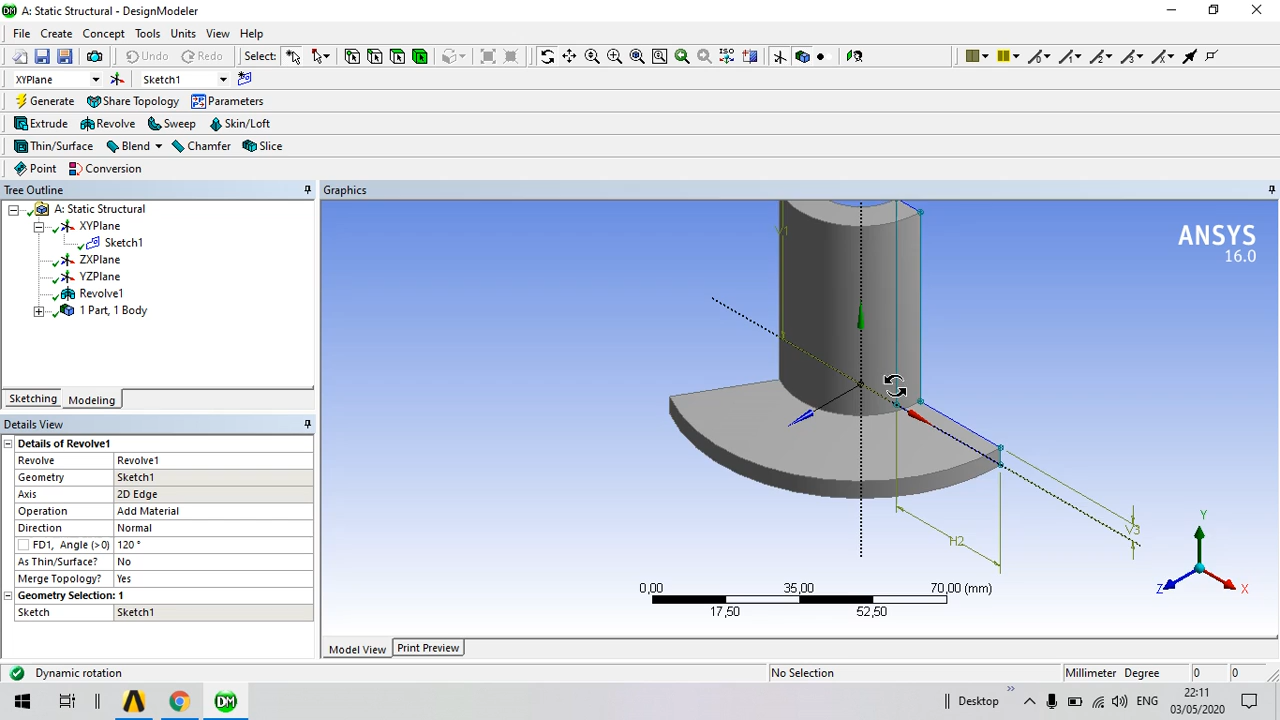 A: Static Structural - DesignModeler
File Create Concept Tools Units View Help
Undo Redo Select:
XYPlane Sketch1
Generate Share Topology Parameters
Extrude Revolve Sweep Skin/Loft
Thin/Surface Blend Chamfer Slice
Point Conversion
Tree Outline
A: Static Structural
XYPlane
Sketch1
ZXPlane
YZPlane
Revolve1
1 Part, 1 Body
Sketching Modeling
Details View
Details of Revolve1
Revolve Revolve1
Geometry Sketch1
Axis 2D Edge
Operation Add Material
Direction Normal
FD1, Angle (>0) 120 °
As Thin/Surface? No
Merge Topology? Yes
Geometry Selection: 1
Sketch Sketch1
Graphics
ANSYS
16.0
V1
V3
H2
Y
Z X
0,00 35,00 70,00 (mm)
17,50 52,50
Model View Print Preview
Dynamic rotation No Selection Millimeter Degree 0 0
DM Desktop ENG 22:11
03/05/2020